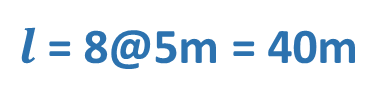 l = 8@5m = 40m